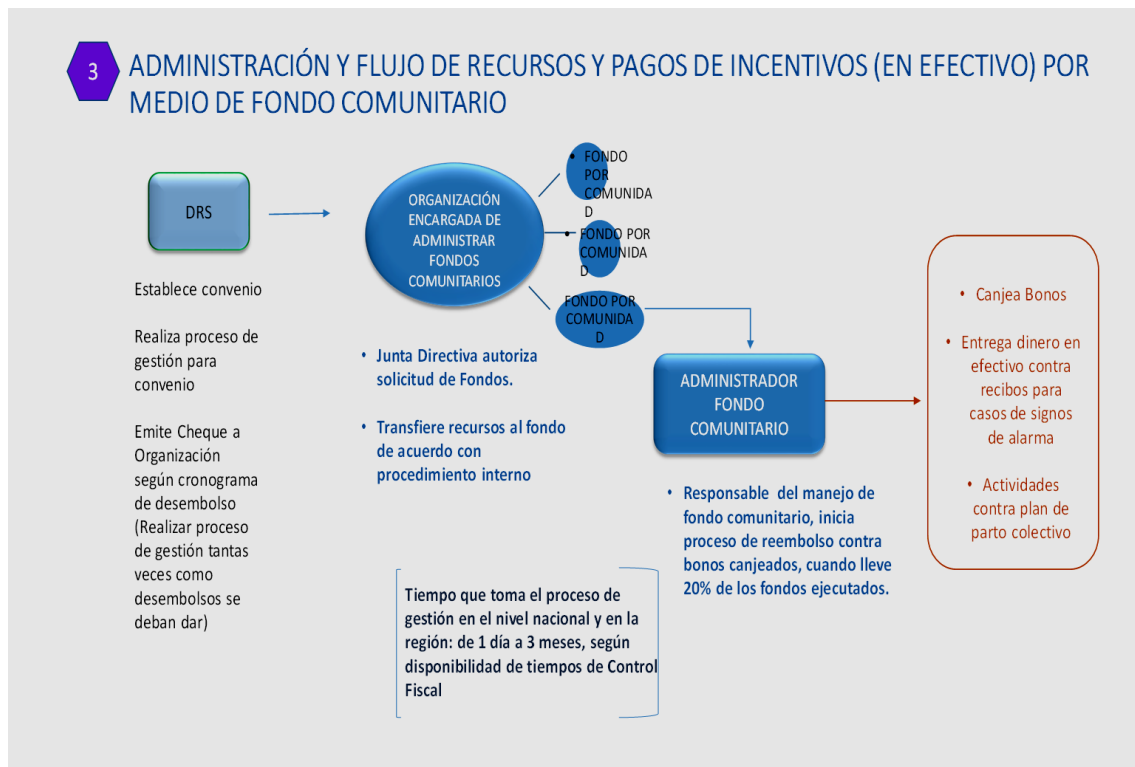 3
ADMINISTRACIÓN Y FLUJO DE RECURSOS Y PAGOS DE INCENTIVOS (EN EFECTIVO) POR
MEDIO DE FONDO COMUNITARIO
DRS
Establece convenio
Realiza proceso de
gestión para
convenio
Emite Cheque a
Organización
según cronograma
de desembolso
(Realizar proceso
de gestión tantas
veces como
desembolsos se
deban dar)
ORGANIZACIÓN
ENCARGADA DE
ADMINISTRAR
FONDOS
COMUNITARIOS
• FONDO
POR
COMUNIDA
D
• FONDO POR
COMUNIDA
D
FONDO POR
COMUNIDA
D
• Junta Directiva autoriza
solicitud de Fondos.
• Transfiere recursos al fondo
de acuerdo con
procedimiento interno
ADMINISTRADOR
FONDO
COMUNITARIO
• Responsable del manejo de
fondo comunitario, inicia
proceso de reembolso contra
bonos canjeados, cuando lleve
20% de los fondos ejecutados.
• Canjea Bonos
• Entrega dinero en
efectivo contra
recibos para
casos de signos
de alarma
• Actividades
contra plan de
parto colectivo
Tiempo que toma el proceso de
gestión en el nivel nacional y en la
región: de 1 día a 3 meses, según
disponibilidad de tiempos de Control
Fiscal